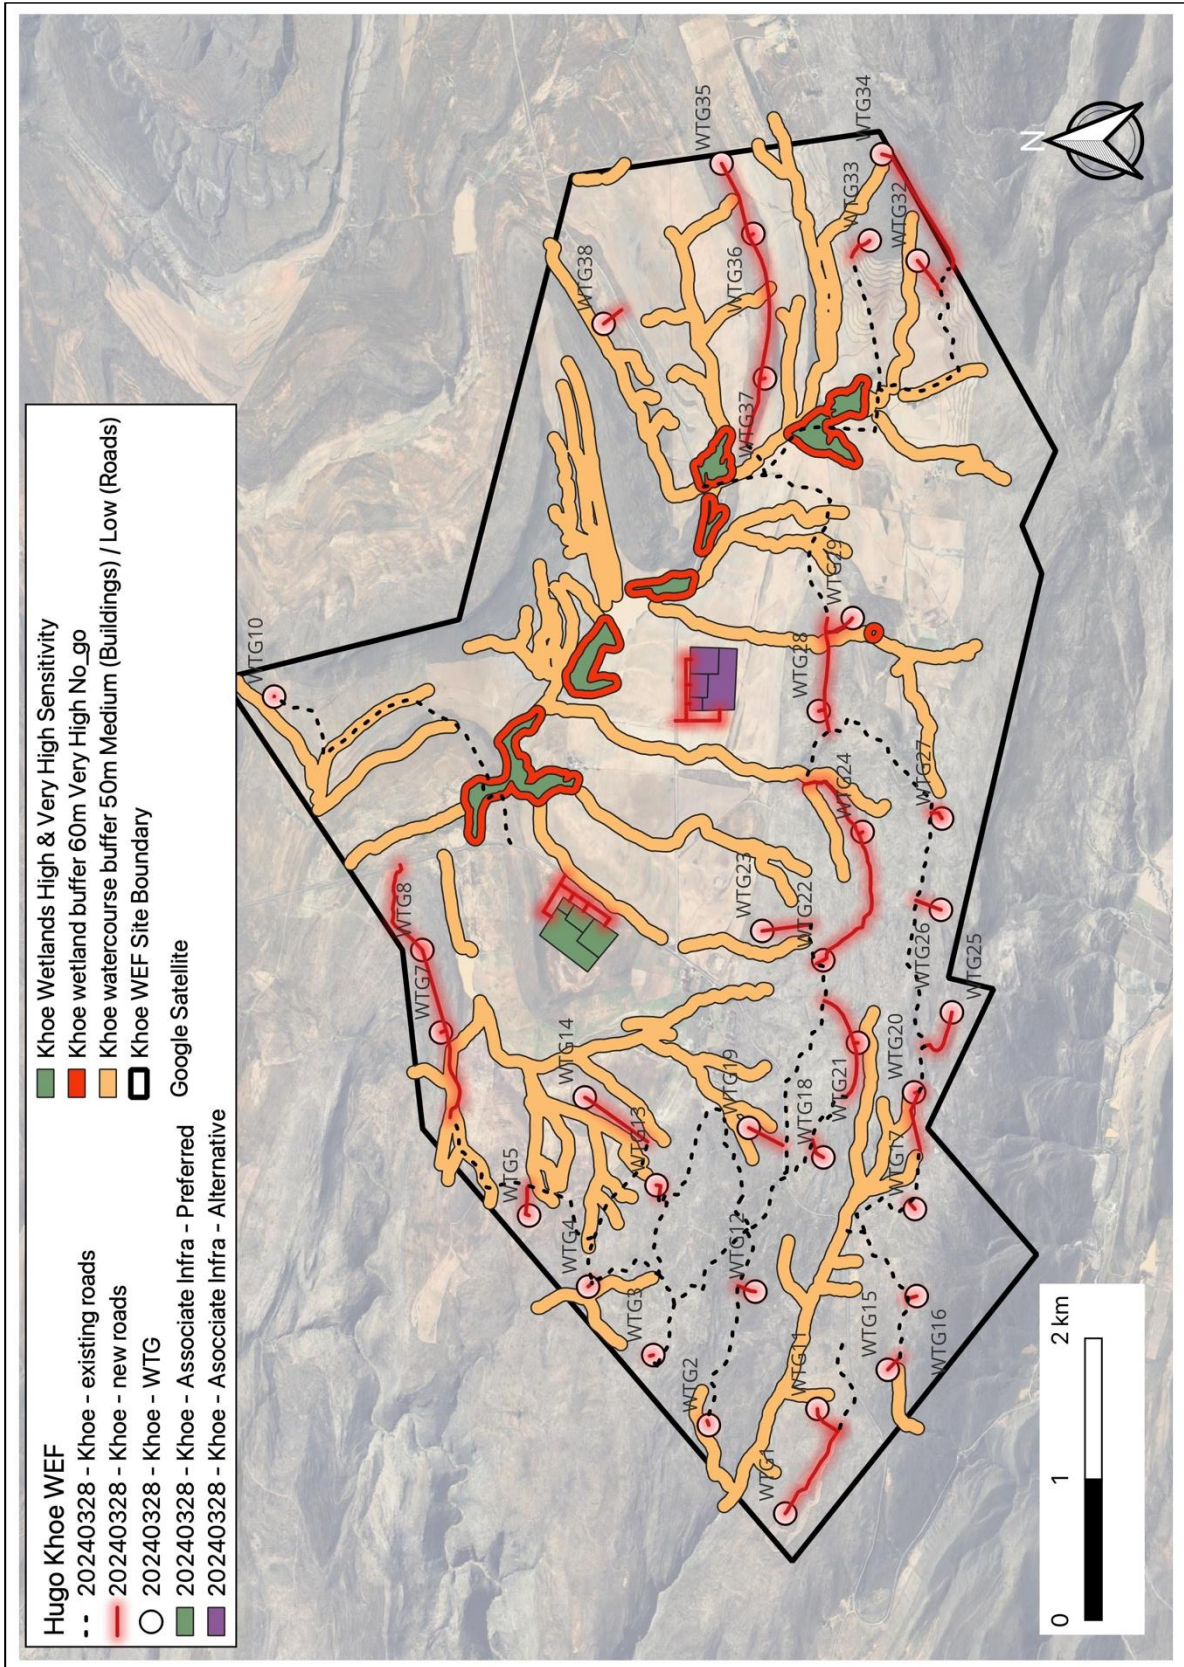 Hugo Khoe WEF
20240328 - Khoe - existing roads
20240328 - Khoe - new roads
20240328 - Khoe - WTG
20240328 - Khoe - Associate Infra - Preferred
20240328 - Khoe - Asocciate Infra - Alternative
Khoe Wetlands High & Very High Sensitivity
Khoe wetland buffer 60m Very High No_go
Khoe watercourse buffer 50m Medium (Buildings) / Low (Roads)
Khoe WEF Site Boundary
Google Satellite
WTG10
WTG8
WTG7
WTG38
WTG35
WTG5
WTG14
WTG36
WTG34
WTG4
WTG13
WTG37
WTG33
WTG3
WTG19
WTG23
WTG32
WTG2
WTG12
WTG18
WTG22
WTG28
WTG29
WTG1
WTG11
WTG21
WTG24
WTG15
WTG17
WTG20
WTG27
WTG16
WTG26
WTG25
N
0
1
2 km